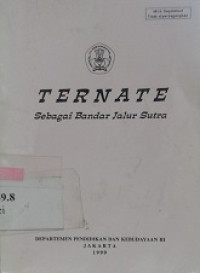 TERNATE
Sebagai Bandar Jalur Sutra
9.8
DEPARTEMEN PENDIDIKAN DAN KEBUDAYAAN RI
JAKARTA